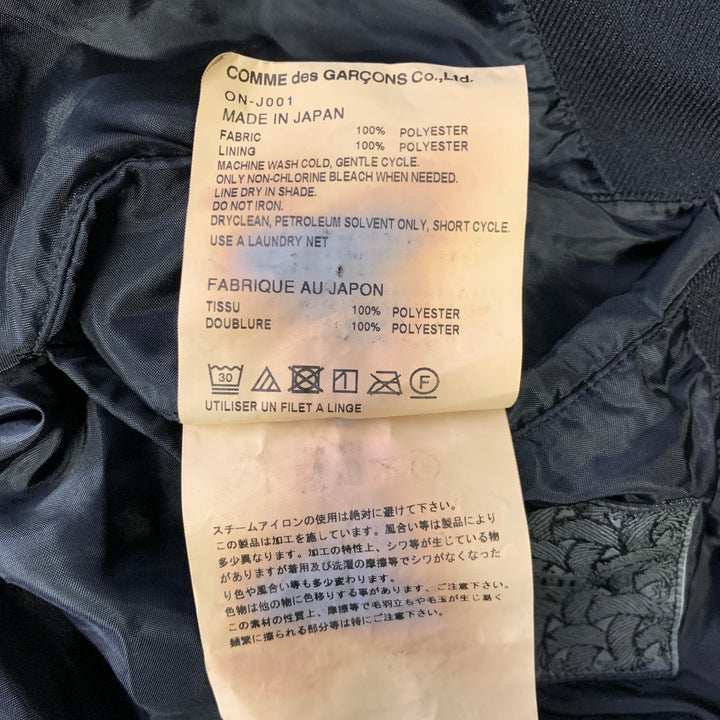 COMME des GARÇONS Co.,Ltd.
ON-J001
MADE IN JAPAN
FABRIC 100% POLYESTER
LINING 100% POLYESTER
MACHINE WASH COLD, GENTLE CYCLE.
ONLY NON-CHLORINE BLEACH WHEN NEEDED.
LINE DRY IN SHADE.
DO NOT IRON.
DRYCLEAN, PETROLEUM SOLVENT ONLY, SHORT CYCLE.
USE A LAUNDRY NET
FABRIQUE AU JAPON
TISSU 100% POLYESTER
DOUBLURE 100% POLYESTER
30 F
UTILISER UN FILET A LINGE
スチームアイロンの使用は絶対に避けて下さい。
この製品は加工を施しています。風合い等は製品により
多少異なります。加工の特性上、シワ等が生じている物
がありますが着用及び洗濯の摩擦等でシワがなくなった
り色や風合い等も多少変わります。
色物は他の物に色移りする事があります、ご注意下さい。
この素材の性質上、摩擦等で毛羽立ちや毛玉が生じ易く
頻繁に擦られる部分等は特にご注意下さい。